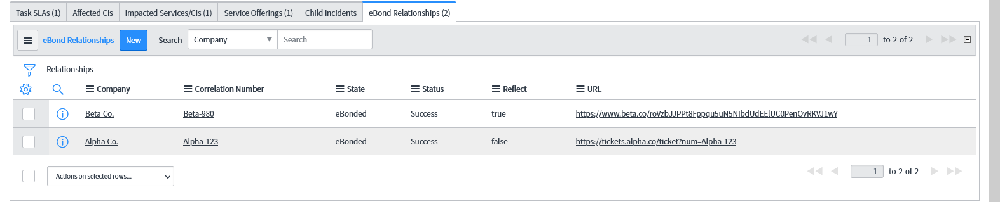 Task SLAs (1) Affected CIs Impacted Services/CIs (1) Service Offerings (1) Child Incidents eBond Relationships (2)
eBond Relationships New Search Company Search 1 to 2 of 2
Relationships
Company Correlation Number State Status Reflect URL
Beta Co. Beta-980 eBonded Success true https://www.beta.co/roVzbJJPPt8Fppqu5uN5NIbdUdEElUC0PenOvRKVJ1wY
Alpha Co. Alpha-123 eBonded Success false https://tickets.alpha.co/ticket?num=Alpha-123
Actions on selected rows... 1 to 2 of 2